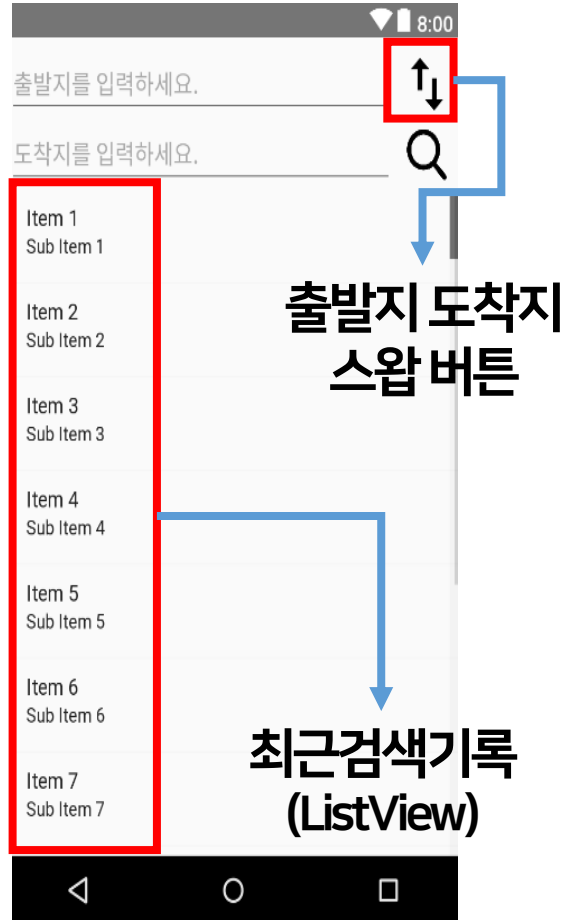 8:00
출발지를 입력하세요.
도착지를 입력하세요.
Item 1
Sub Item 1
Item 2
Sub Item 2
출발지 도착지
스왑 버튼
Item 3
Sub Item 3
Item 4
Sub Item 4
Item 5
Sub Item 5
Item 6
Sub Item 6
최근검색기록
(ListView)
Item 7
Sub Item 7